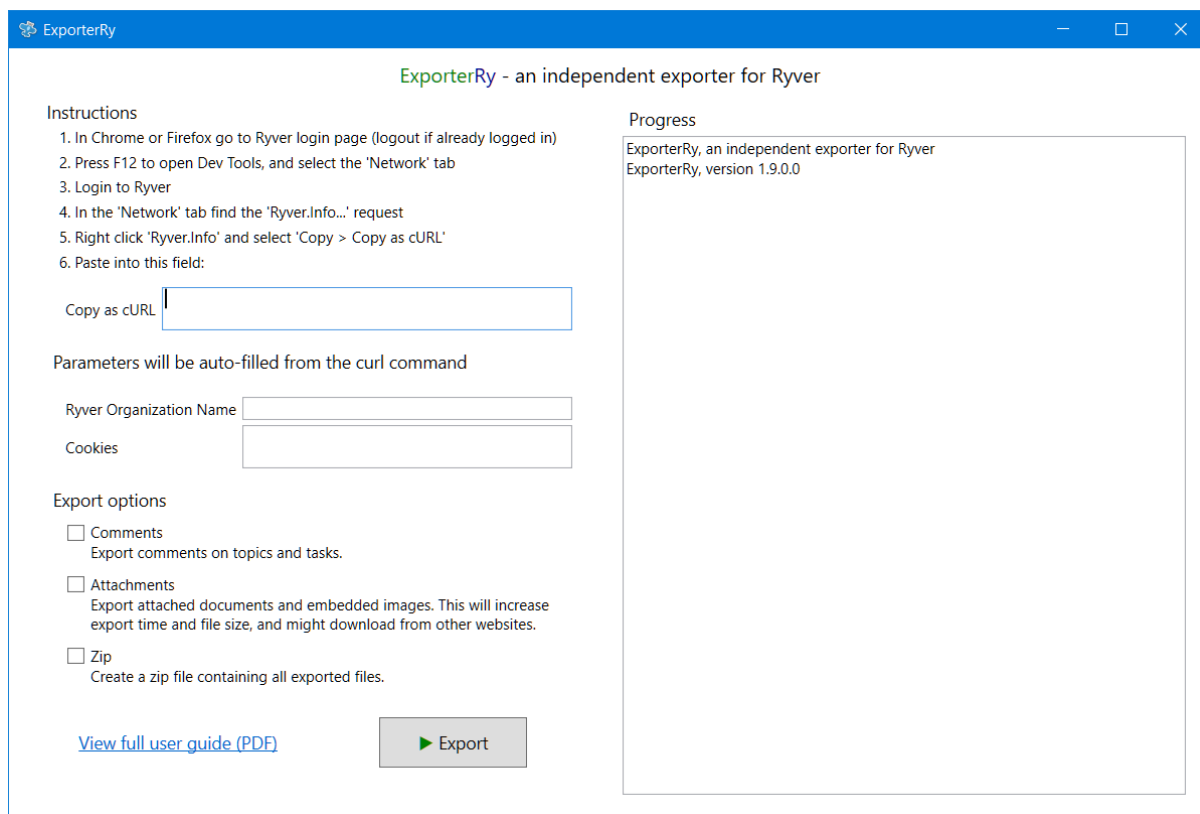 ExporterRy
ExporterRy - an independent exporter for Ryver
Instructions
1. In Chrome or Firefox go to Ryver login page (logout if already logged in)
2. Press F12 to open Dev Tools, and select the 'Network' tab
3. Login to Ryver
4. In the 'Network' tab find the 'Ryver.Info...' request
5. Right click 'Ryver.Info' and select 'Copy > Copy as cURL'
6. Paste into this field:
Copy as cURL
Parameters will be auto-filled from the curl command
Ryver Organization Name
Cookies
Export options
Comments
Export comments on topics and tasks.
Attachments
Export attached documents and embedded images. This will increase
export time and file size, and might download from other websites.
Zip
Create a zip file containing all exported files.
View full user guide (PDF)
Export
Progress
ExporterRy, an independent exporter for Ryver
ExporterRy, version 1.9.0.0